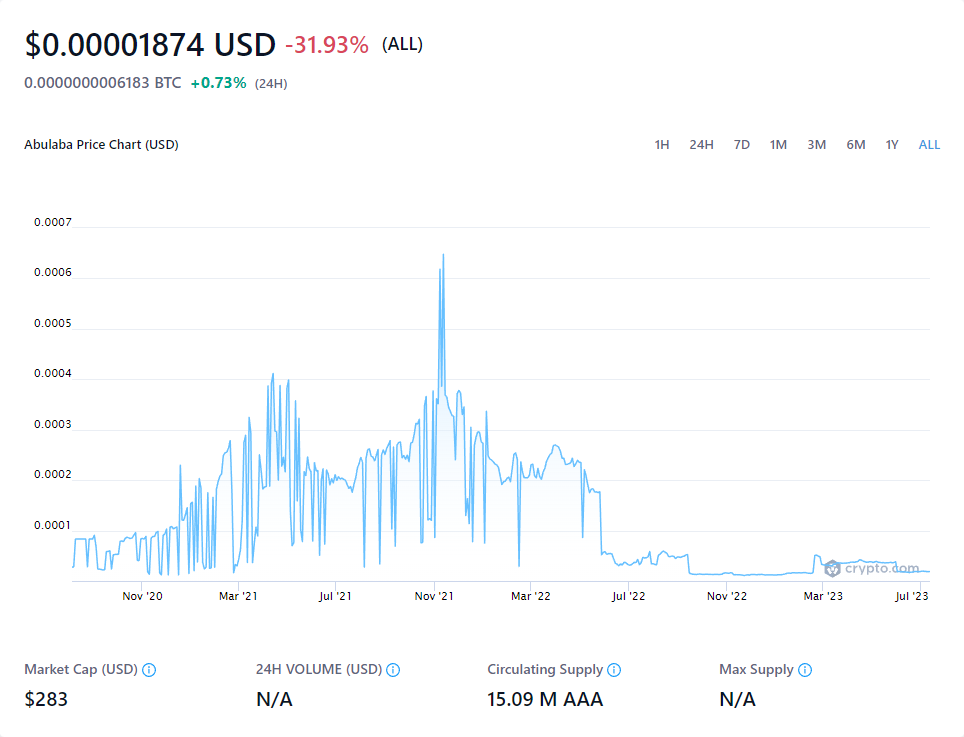 $0.00001874 USD -31.93% (ALL)
0.0000000006183 BTC +0.73% (24H)
Abulaba Price Chart (USD) 1H 24H 7D 1M 3M 6M 1Y ALL
0.0007
0.0006
0.0005
0.0004
0.0003
0.0002
0.0001
crypto.com
Nov '20 Mar '21 Jul '21 Nov '21 Mar '22 Jul '22 Nov '22 Mar '23 Jul '23
Market Cap (USD) 24H VOLUME (USD) Circulating Supply Max Supply
$283 N/A 15.09 M AAA N/A